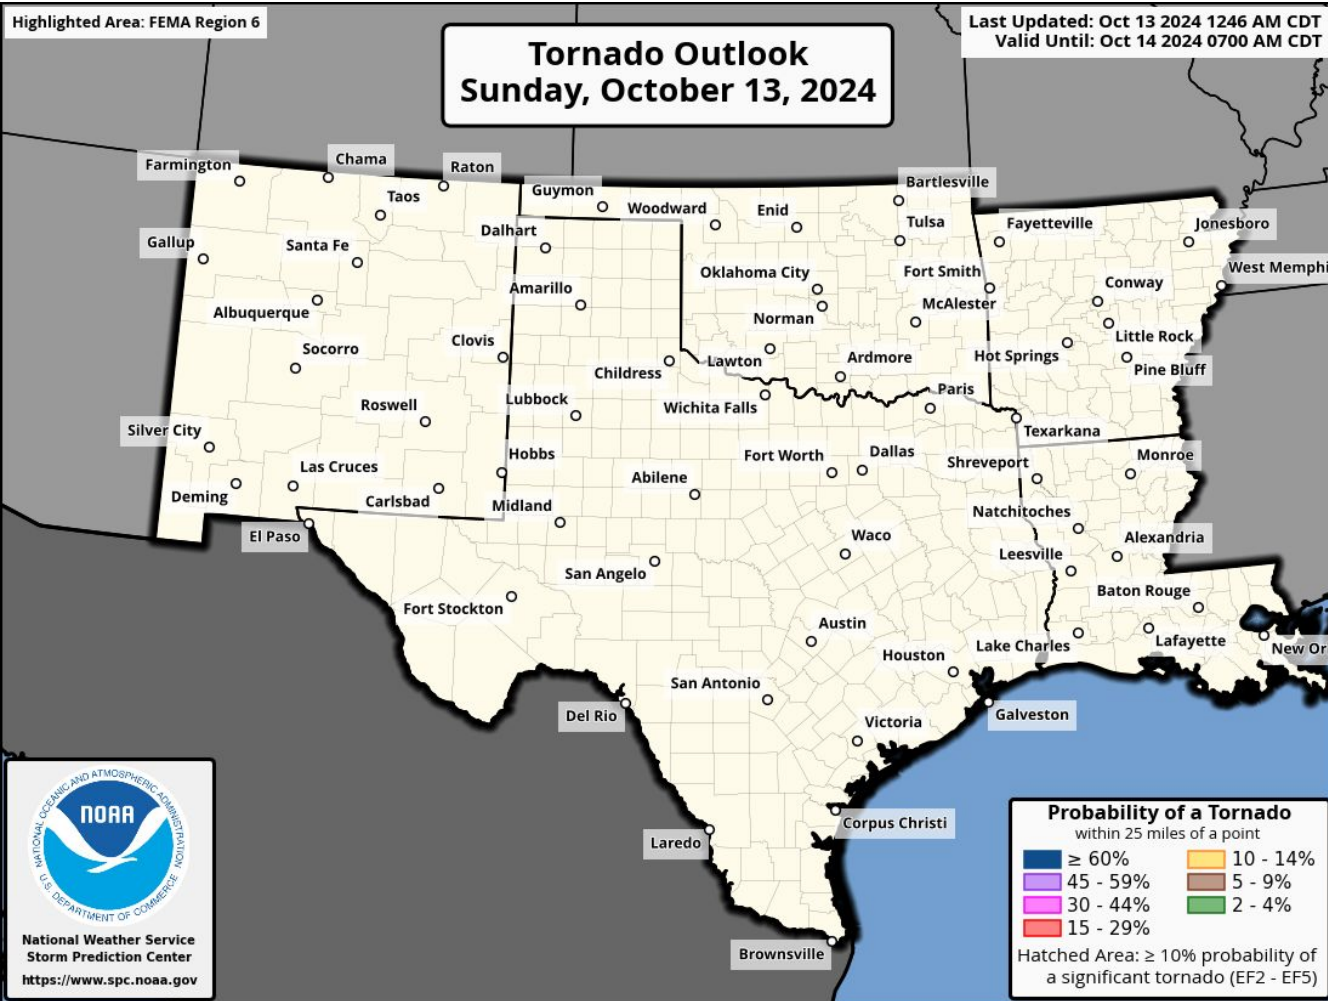 Highlighted Area: FEMA Region 6
Last Updated: Oct 13 2024 1246 AM CDT
Valid Until: Oct 14 2024 0700 AM CDT
Tornado Outlook
Sunday, October 13, 2024
Farmington
Chama
Raton
Taos
Guymon
Woodward
Enid
Bartlesville
Tulsa
Fayetteville
Jonesboro
Gallup
Santa Fe
Dalhart
Oklahoma City
Fort Smith
West Memphi
Conway
Amarillo
McAlester
Albuquerque
Norman
Little Rock
Socorro
Clovis
Childress
Lawton
Ardmore
Hot Springs
Pine Bluff
Roswell
Lubbock
Wichita Falls
Paris
Texarkana
Silver City
Las Cruces
Hobbs
Abilene
Fort Worth
Dallas
Shreveport
Monroe
Deming
Carlsbad
Midland
Natchitoches
El Paso
Waco
Leesville
Alexandria
San Angelo
Fort Stockton
Baton Rouge
Austin
Houston
Lake Charles
Lafayette
New Or
San Antonio
Del Rio
Victoria
Galveston
Corpus Christi
Laredo
Brownsville
NATIONAL OCEANIC AND ATMOSPHERIC ADMINISTRATION
NOAA
U.S. DEPARTMENT OF COMMERCE
National Weather Service
Storm Prediction Center
https://www.spc.noaa.gov
Probability of a Tornado
within 25 miles of a point
≥ 60%
45 - 59%
30 - 44%
15 - 29%
10 - 14%
5 - 9%
2 - 4%
Hatched Area: ≥ 10% probability of
a significant tornado (EF2 - EF5)